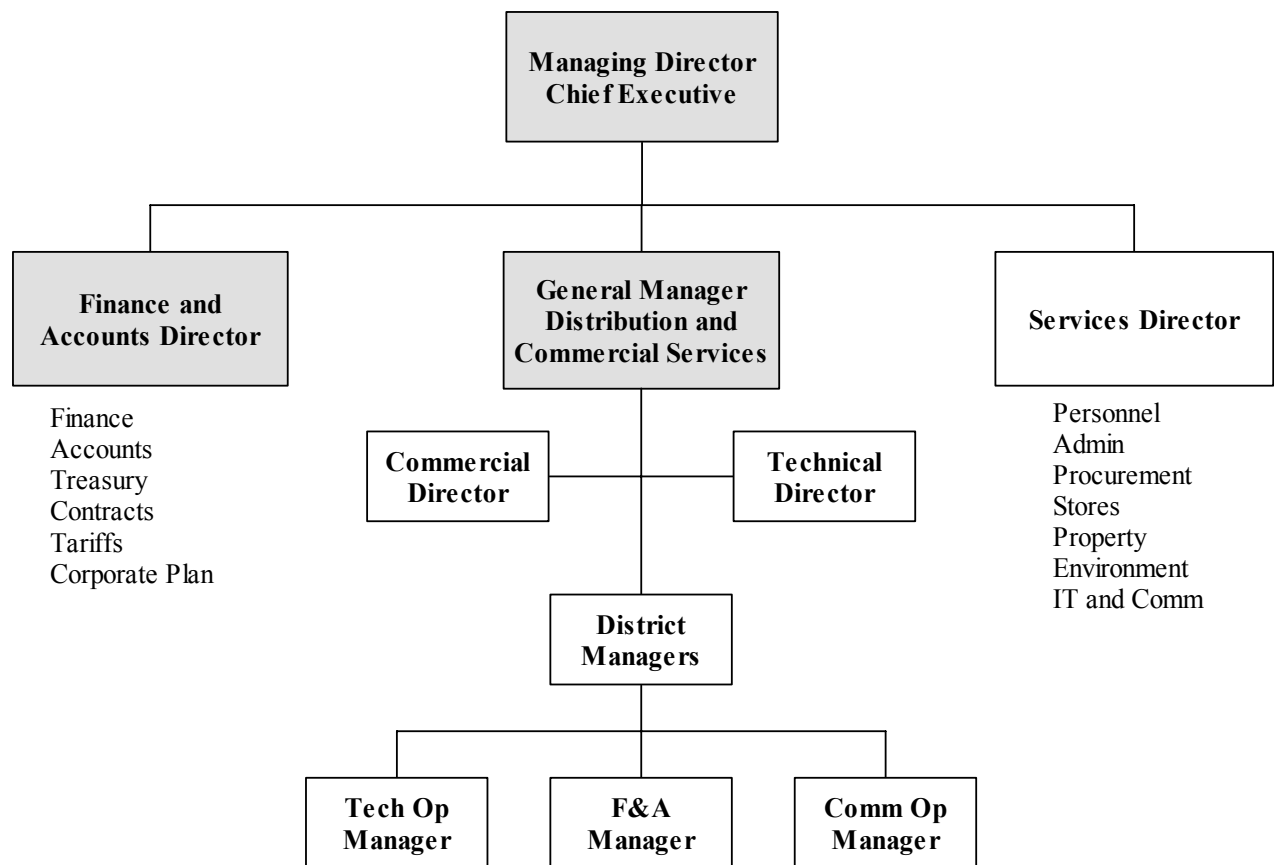 Managing Director
Chief Executive
Finance and
Accounts Director
General Manager
Distribution and
Commercial Services
Services Director
Finance
Accounts
Treasury
Contracts
Tariffs
Corporate Plan
Commercial
Director
Technical
Director
Personnel
Admin
Procurement
Stores
Property
Environment
IT and Comm
District
Managers
Tech Op
Manager
F&A
Manager
Comm Op
Manager